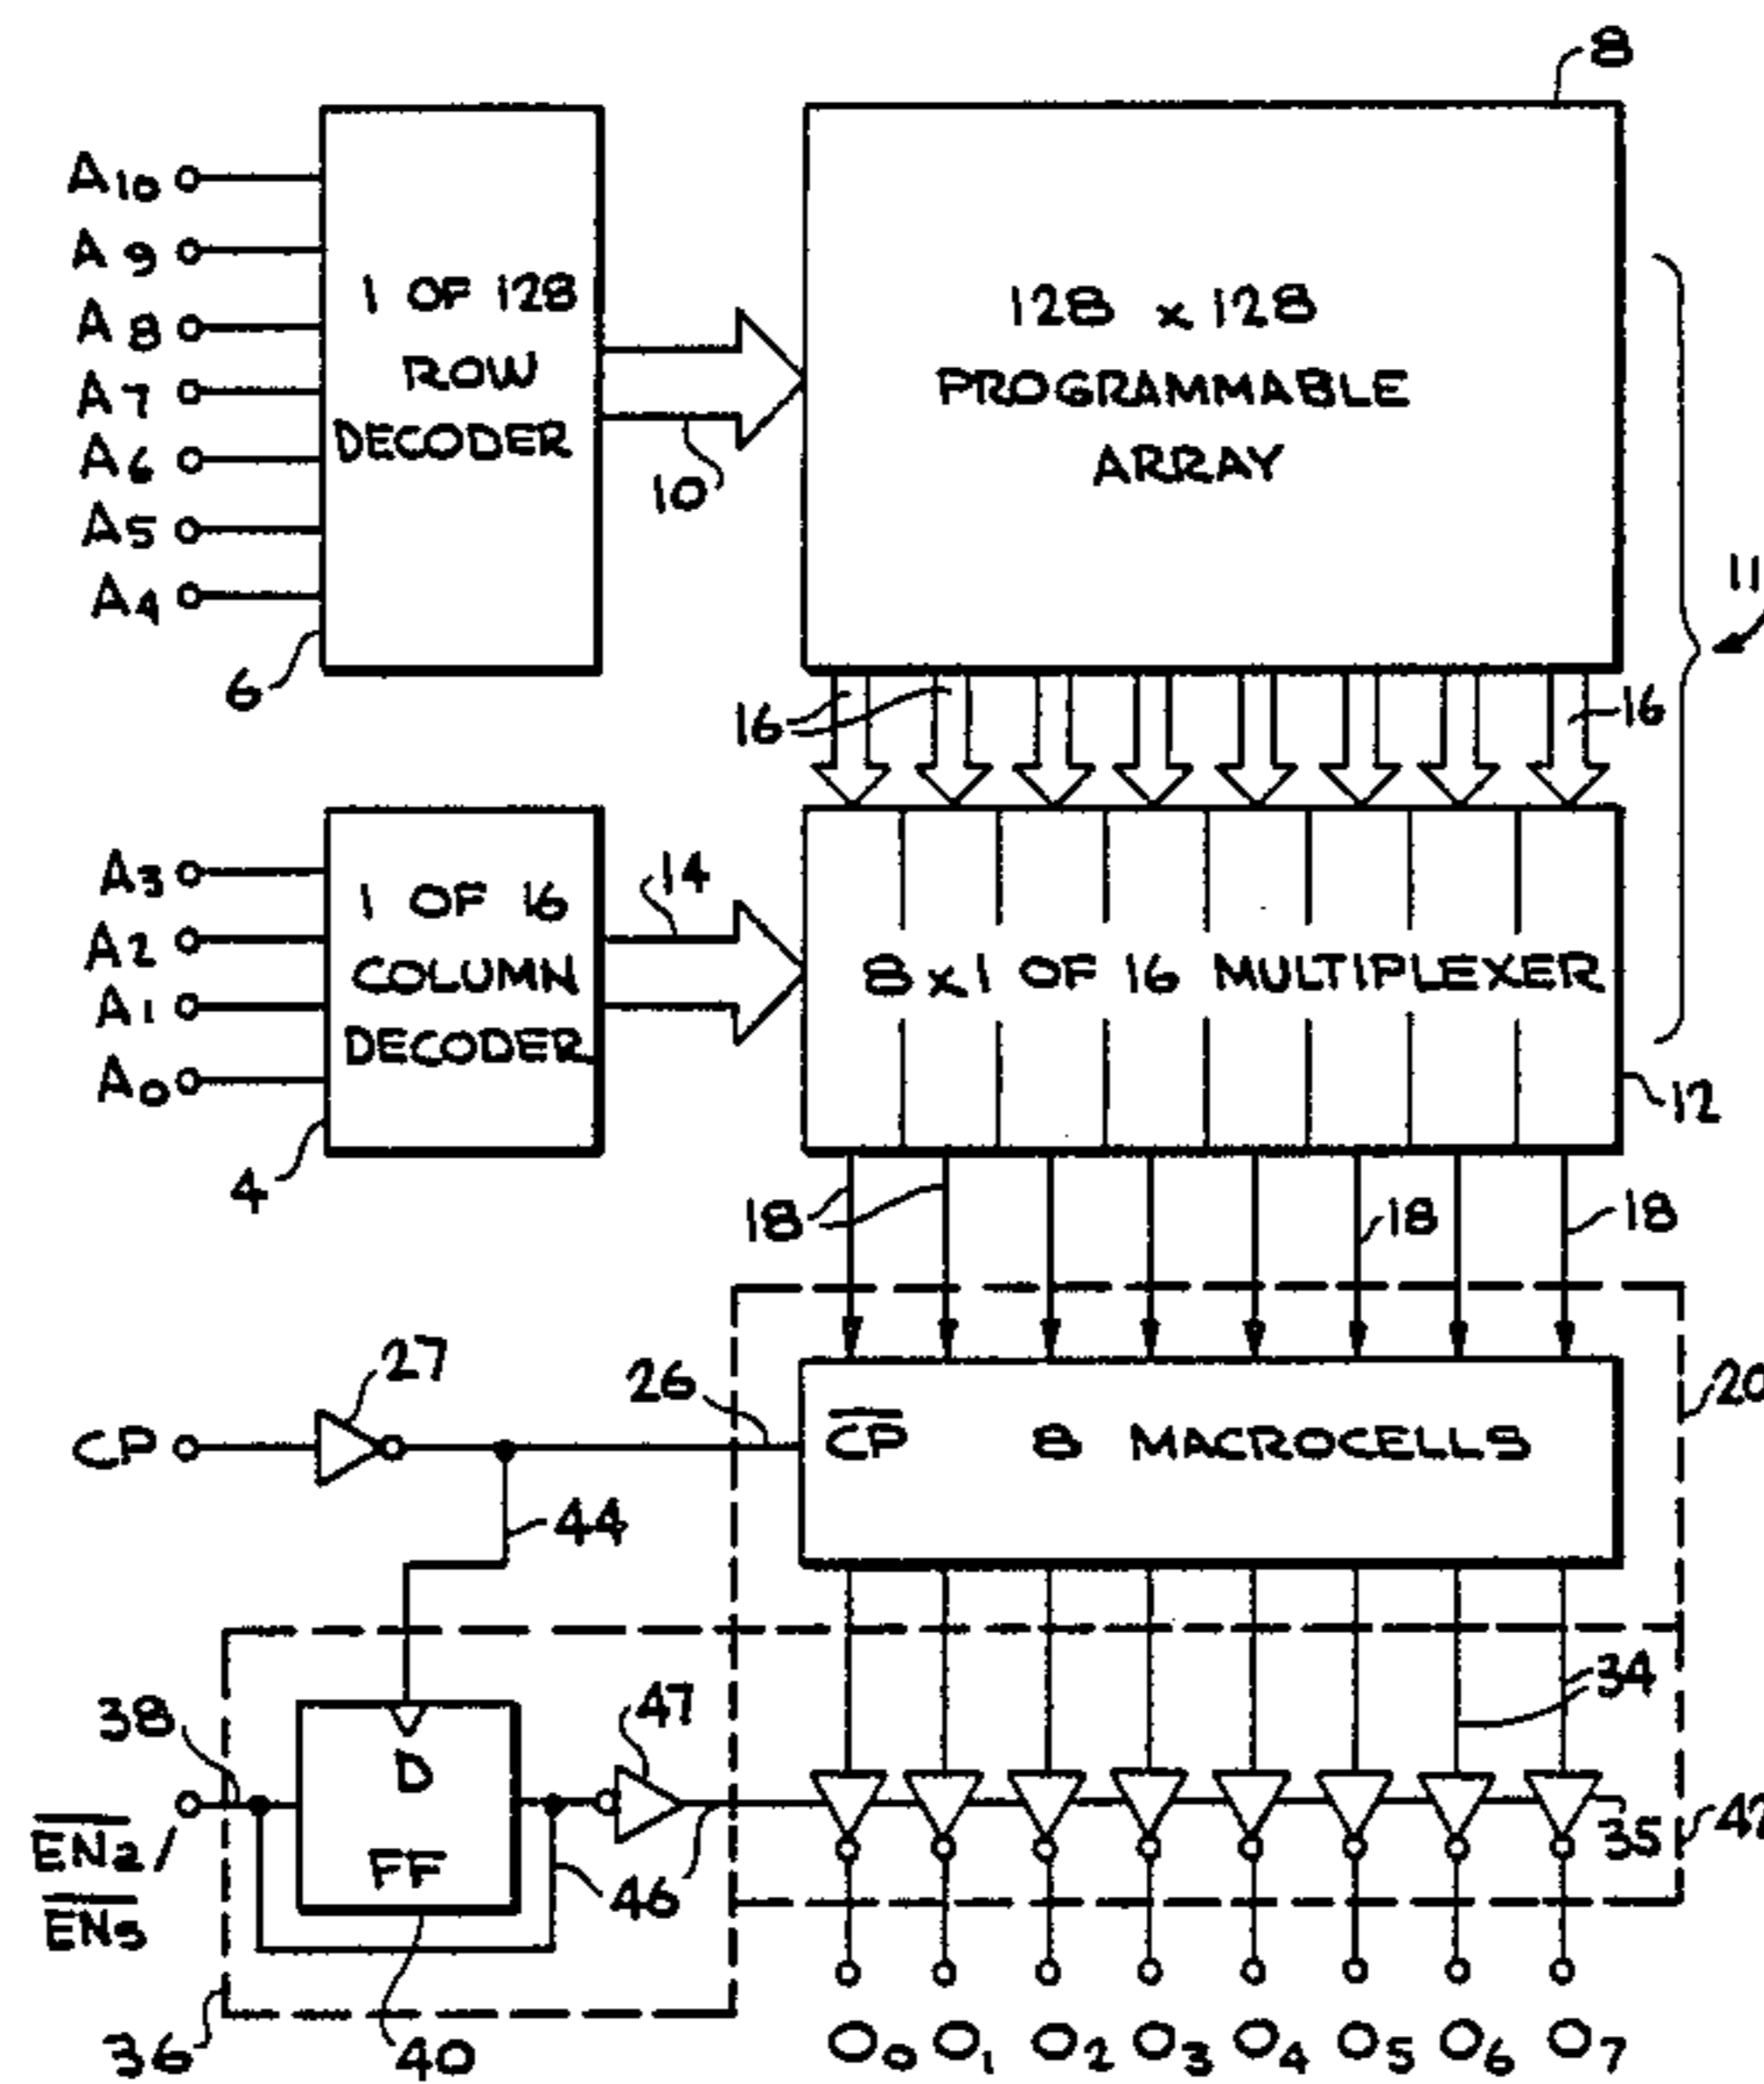 8
A10
A9
A8
A7
A6
A5
A4
1 OF 128
ROW
DECODER
10
128 x 128
PROGRAMMABLE
ARRAY
11
6
16
16
A3
A2
A1
A0
1 OF 16
COLUMN
DECODER
14
8 x 1 OF 16 MULTIPLEXER
12
4
18
18
18
20
27
26
CP
C̅P̅ 8 MACROCELLS
44
34
38
47
D
FF
E̅N̅2̅ /
E̅N̅S̅
46
35
42
36
40
O0 O1 O2 O3 O4 O5 O6 O7